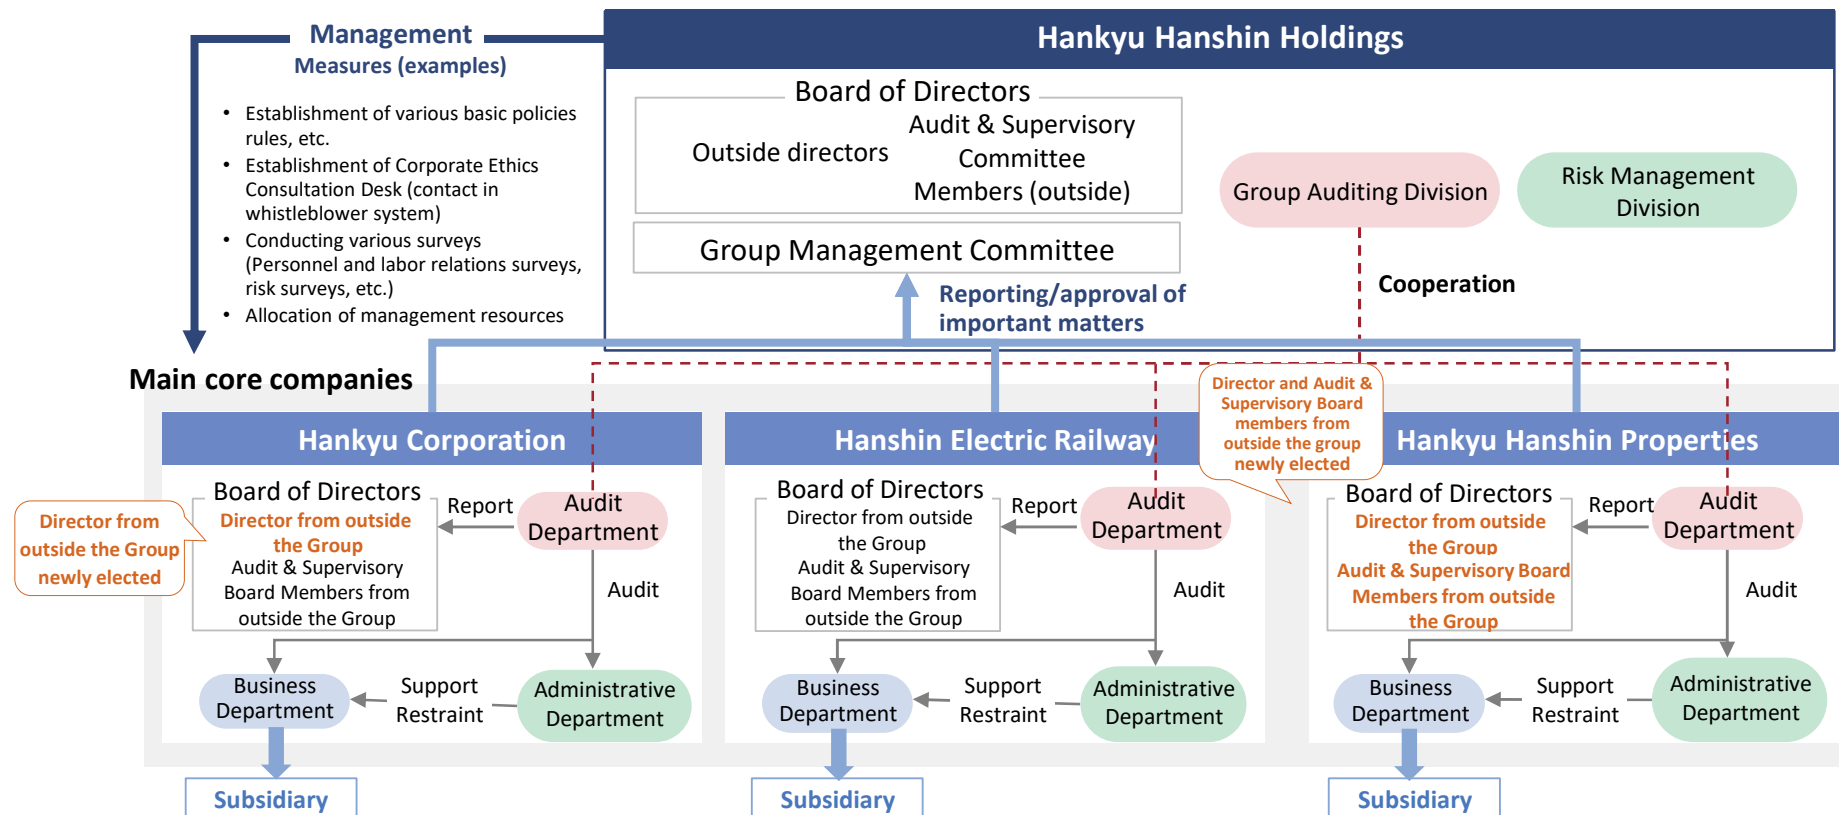 Management
Measures (examples)
• Establishment of various basic policies
rules, etc.
• Establishment of Corporate Ethics
Consultation Desk (contact in
whistleblower system)
• Conducting various surveys
(Personnel and labor relations surveys,
risk surveys, etc.)
• Allocation of management resources
Hankyu Hanshin Holdings
Board of Directors
Outside directors
Audit & Supervisory
Committee
Members (outside)
Group Management Committee
Group Auditing Division
Risk Management
Division
Reporting/approval of
important matters
Cooperation
Main core companies
Hankyu Corporation
Director from
outside the Group
newly elected
Board of Directors
Director from outside
the Group
Audit & Supervisory
Board Members from
outside the Group
Report
Audit
Department
Audit
Business
Department
Support
Restraint
Administrative
Department
Subsidiary
Hanshin Electric Railway
Board of Directors
Director from outside
the Group
Audit & Supervisory
Board Members from
outside the Group
Report
Audit
Department
Audit
Business
Department
Support
Restraint
Administrative
Department
Subsidiary
Director and Audit &
Supervisory Board
members from
outside the group
newly elected
Hankyu Hanshin Properties
Board of Directors
Director from outside
the Group
Audit & Supervisory Board
Members from outside
the Group
Report
Audit
Department
Audit
Business
Department
Support
Restraint
Administrative
Department
Subsidiary